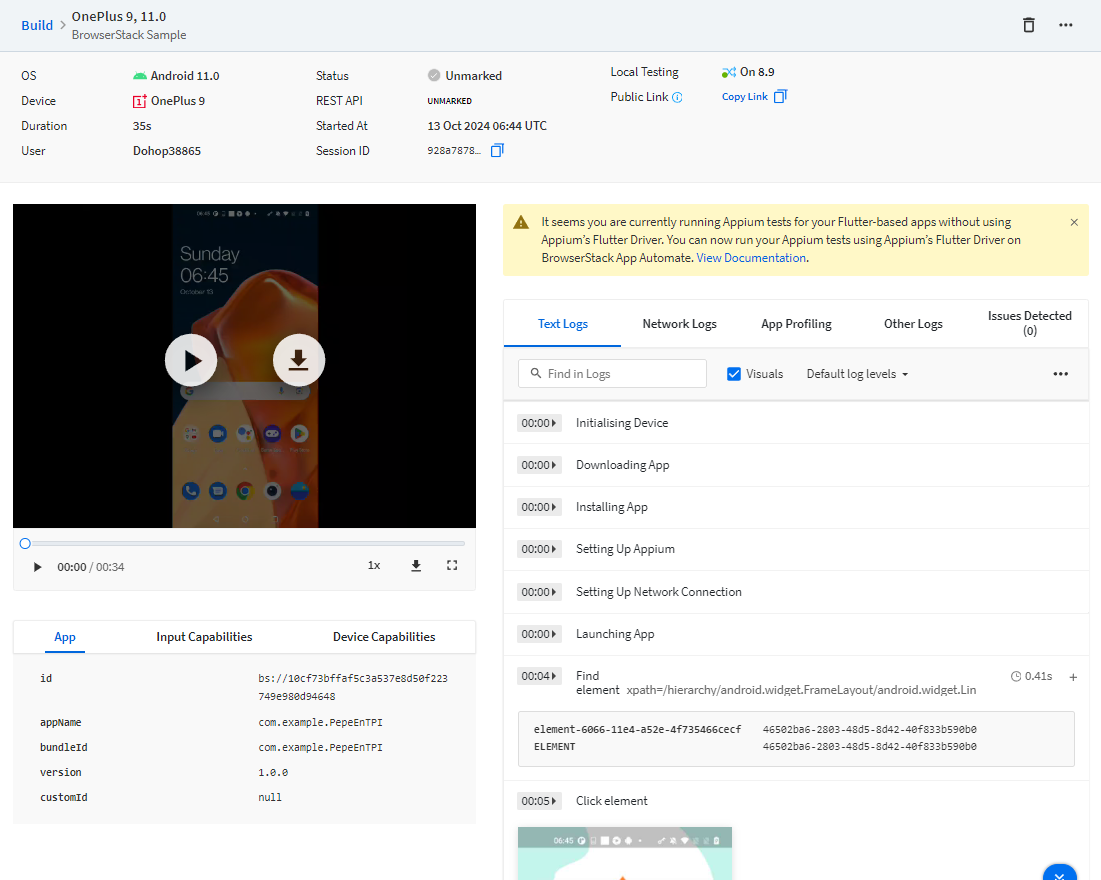 Build
OnePlus 9, 11.0
BrowserStack Sample
OS
Android 11.0
Device
OnePlus 9
Duration
35s
User
Dohop38865
Status
Unmarked
REST API
UNMARKED
Started At
13 Oct 2024 06:44 UTC
Session ID
928a7878...
Local Testing
On 8.9
Public Link
Copy Link
06:45
Sunday
06:45
October 13
00:00 / 00:34
1x
App
Input Capabilities
Device Capabilities
id
bs://10cf73bffaf5c3a537e8d50f223
749e980d94648
appName
com.example.PepeEnTPI
bundleId
com.example.PepeEnTPI
version
1.0.0
customId
null
It seems you are currently running Appium tests for your Flutter-based apps without using
Appium's Flutter Driver. You can now run your Appium tests using Appium's Flutter Driver on
BrowserStack App Automate. View Documentation.
Text Logs
Network Logs
App Profiling
Other Logs
Issues Detected
(0)
Find in Logs
Visuals
Default log levels
00:00 Initialising Device
00:00 Downloading App
00:00 Installing App
00:00 Setting Up Appium
00:00 Setting Up Network Connection
00:00 Launching App
00:04 Find
element xpath=/hierarchy/android.widget.FrameLayout/android.widget.Lin
0.41s
element-6066-11e4-a52e-4f735466cecf 46502ba6-2803-48d5-8d42-40f833b590b0
ELEMENT 46502ba6-2803-48d5-8d42-40f833b590b0
00:05 Click element
06:45